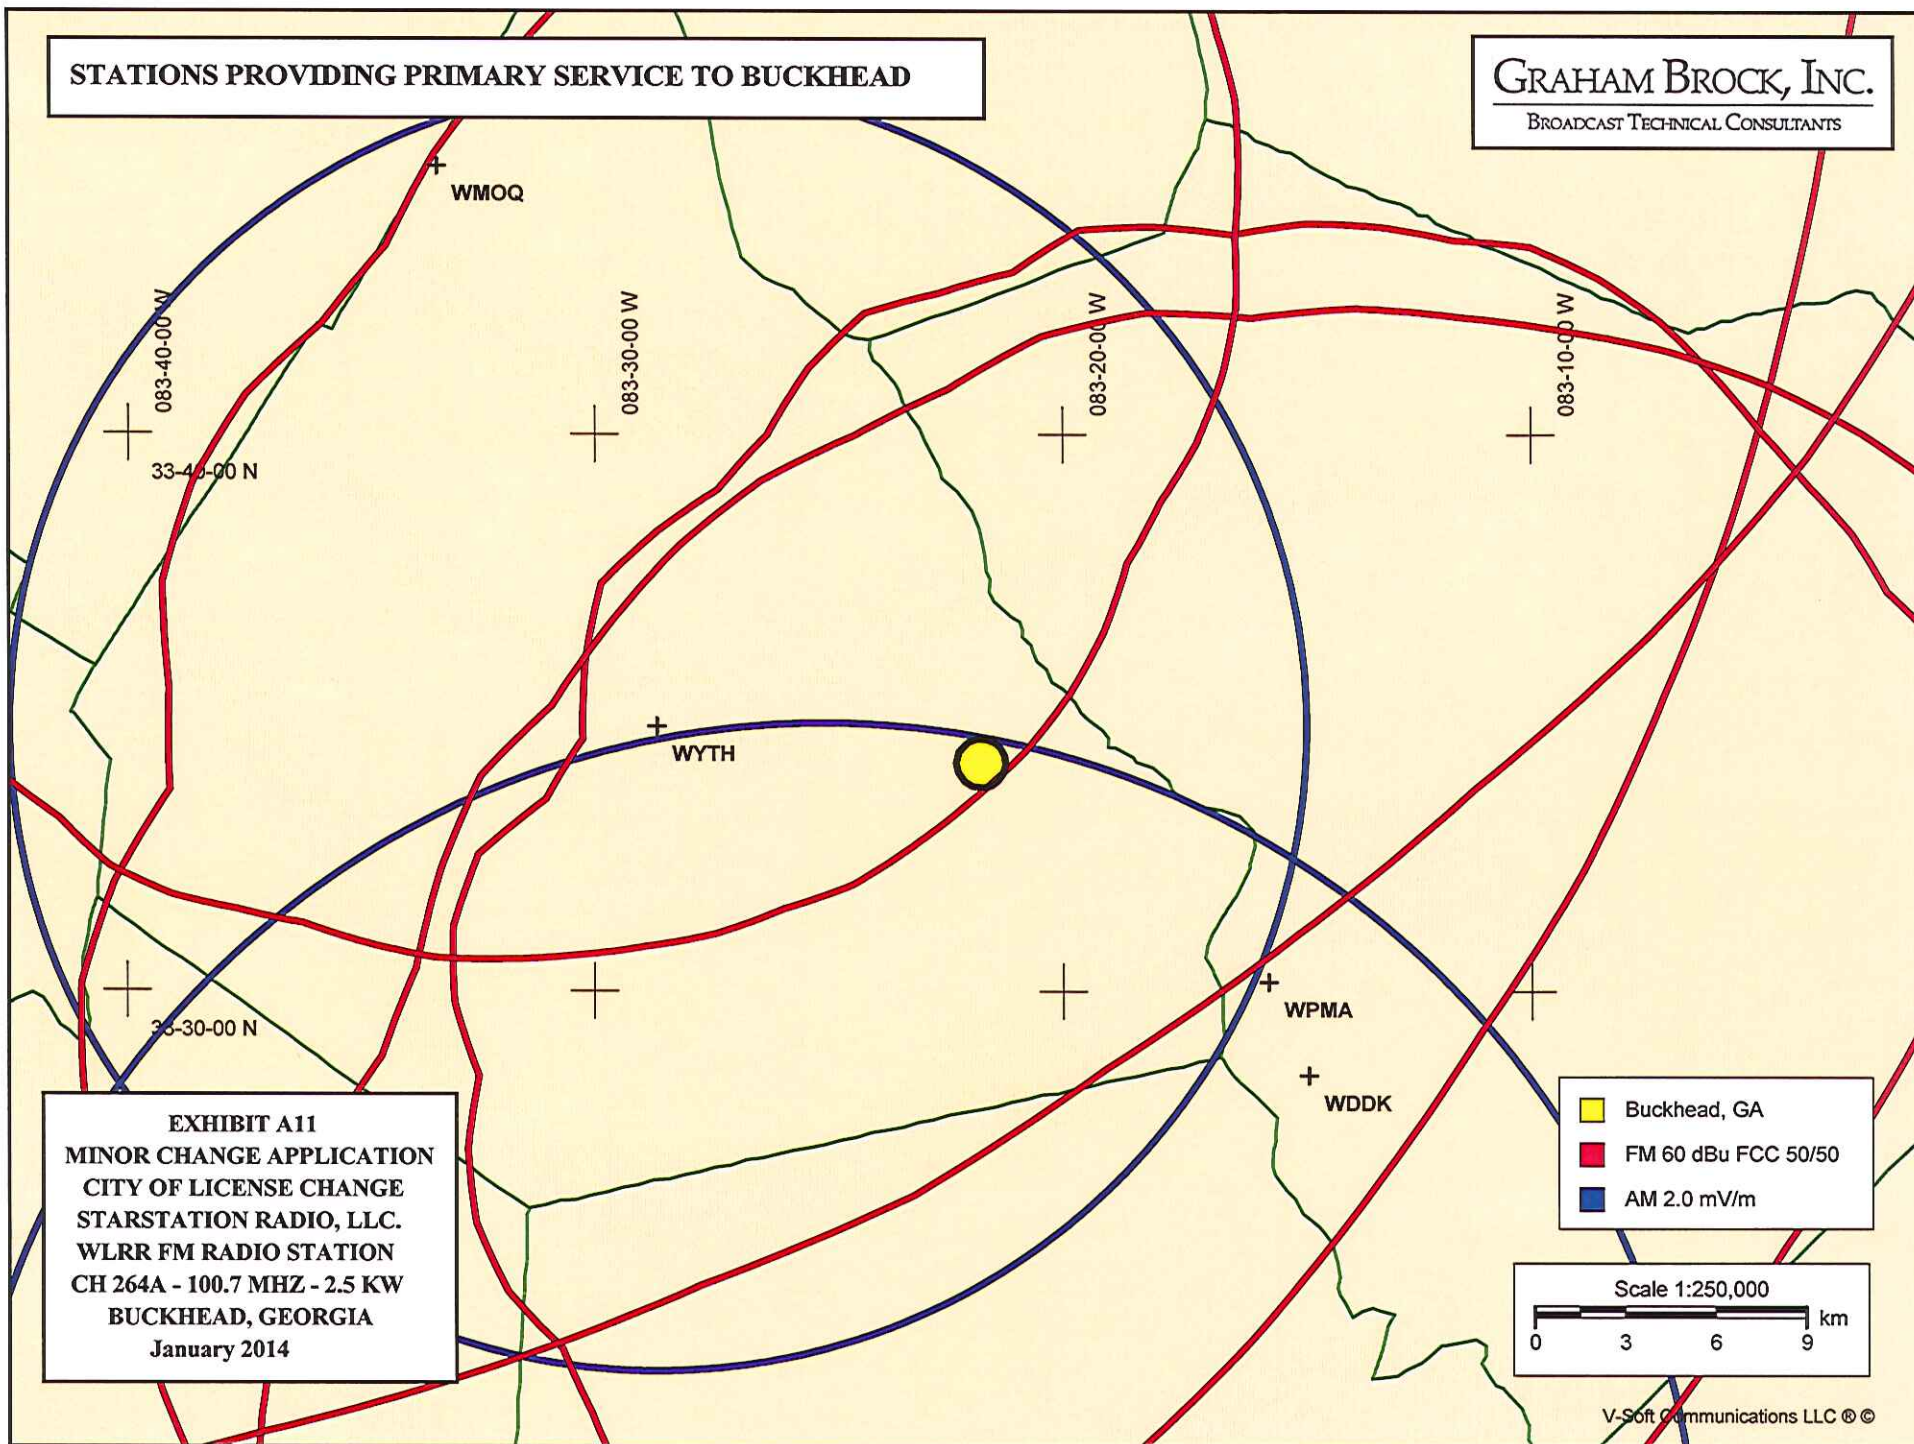 STATIONS PROVIDING PRIMARY SERVICE TO BUCKHEAD
GRAHAM BROCK, INC.
BROADCAST TECHNICAL CONSULTANTS
WMOQ
083-40-00 W
083-30-00 W
083-20-00 W
083-10-00 W
33-40-00 N
WYTH
33-30-00 N
WPMA
WDDK
EXHIBIT A11
MINOR CHANGE APPLICATION
CITY OF LICENSE CHANGE
STARSTATION RADIO, LLC.
WLRR FM RADIO STATION
CH 264A - 100.7 MHZ - 2.5 KW
BUCKHEAD, GEORGIA
January 2014
Buckhead, GA
FM 60 dBu FCC 50/50
AM 2.0 mV/m
Scale 1:250,000
km
0 3 6 9
V-Soft Communications LLC ® ©